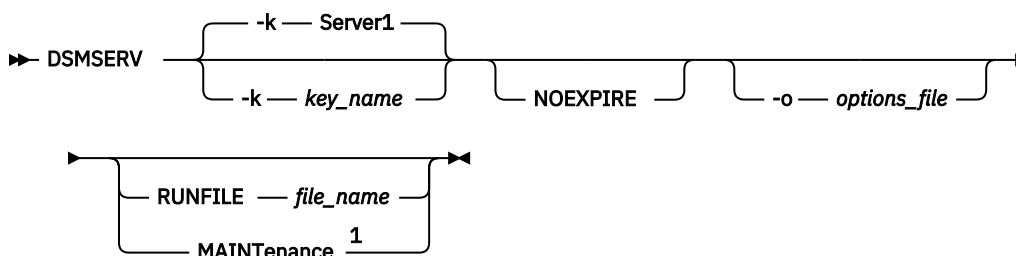 -k Server1
DSMSERV
-k key_name NOEXPIRE -o options_file
RUNFILE file_name
MAINTenance 1